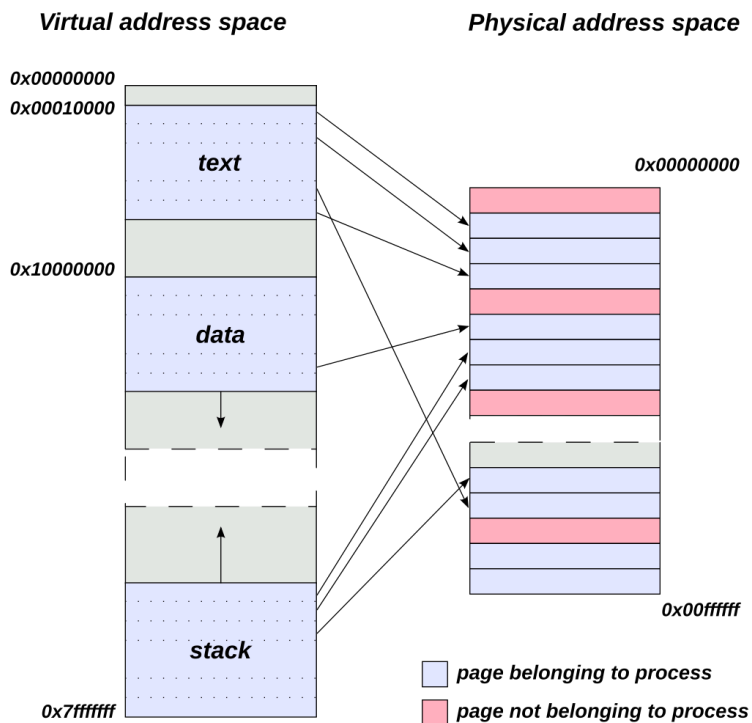 Virtual address space
Physical address space
0x00000000
0x00010000
text
0x00000000
0x10000000
data
stack
0x00ffffff
page belonging to process
0x7fffffff
page not belonging to process